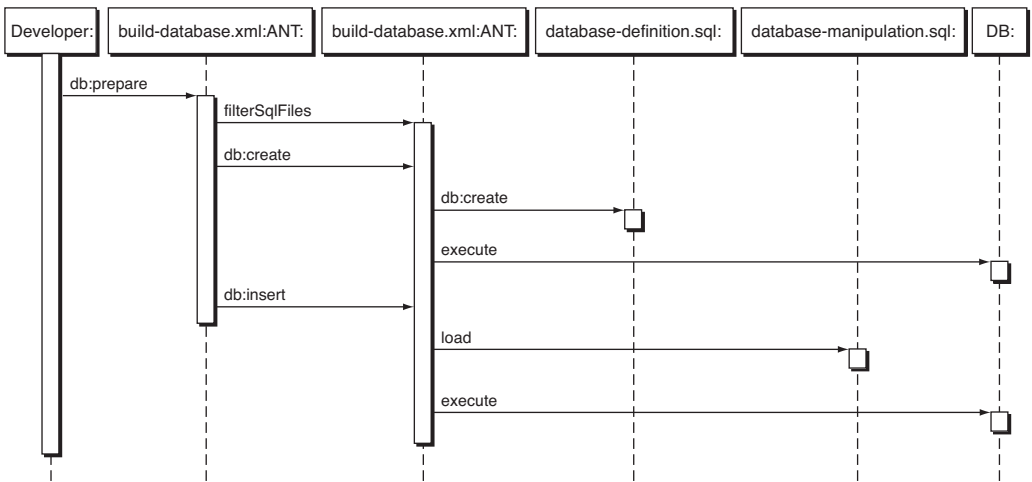 Developer:
build-database.xml:ANT:
build-database.xml:ANT:
database-definition.sql:
database-manipulation.sql:
DB:
db:prepare
filterSqlFiles
db:create
db:create
execute
db:insert
load
execute